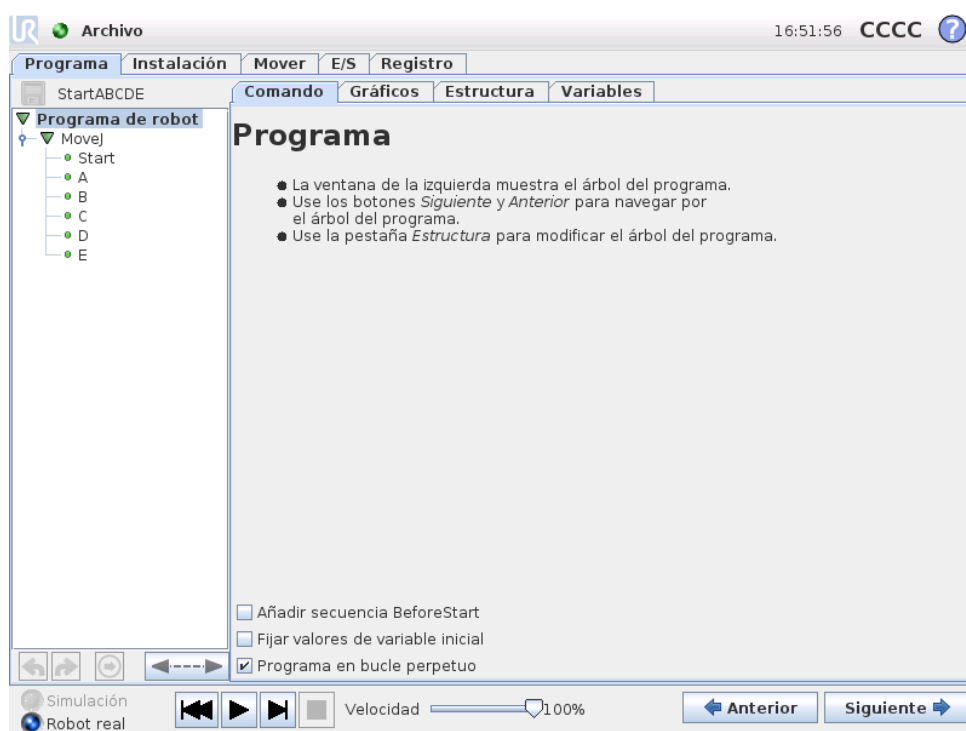 UR Archivo 16:51:56 CCCC ?
Programa Instalación Mover E/S Registro
StartABCDE
Comando Gráficos Estructura Variables
Programa de robot
MoveJ
Start
A
B
C
D
E
Programa
La ventana de la izquierda muestra el árbol del programa.
Use los botones Siguiente y Anterior para navegar por
el árbol del programa.
Use la pestaña Estructura para modificar el árbol del programa.
Añadir secuencia BeforeStart
Fijar valores de variable inicial
Programa en bucle perpetuo
Simulación
Robot real
Velocidad 100%
Anterior Siguiente